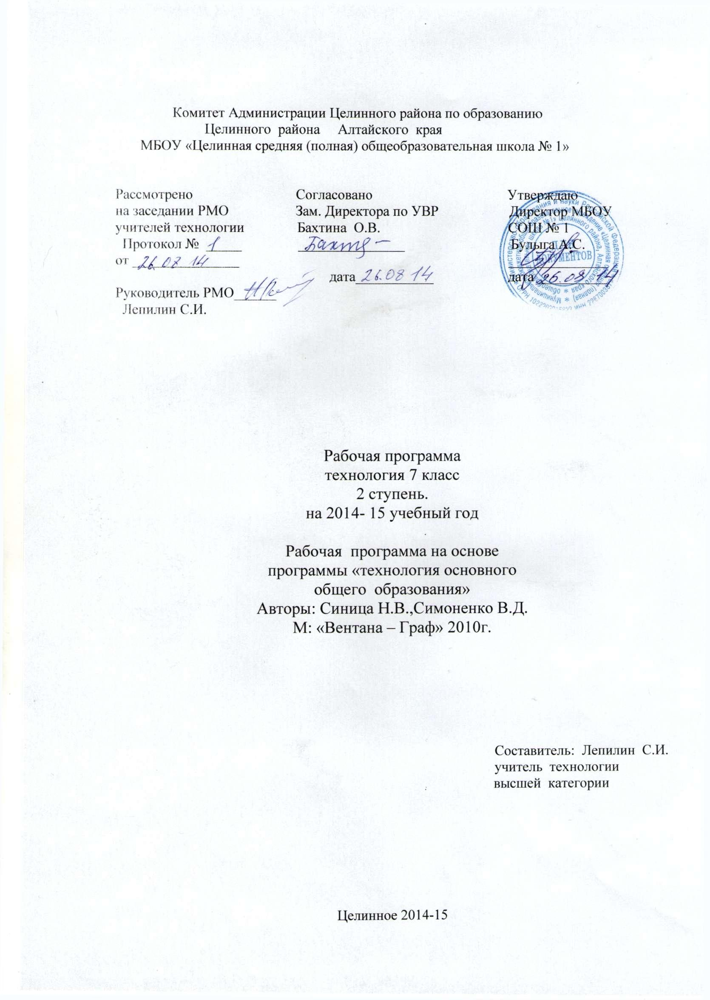 Комитет Администрации Целинного района по образованию
Целинного района Алтайского края
МБОУ «Целинная средняя (полная) общеобразовательная школа № 1»
Рассмотрено
на заседании РМО
учителей технологии
Протокол № 1
от 26 08 14
Руководитель РМО
Лепилин С.И.
Согласовано
Зам. Директора по УВР
Бахтина О.В.
дата 26.08 14
Утверждаю
Директор МБОУ
СОШ № 1
Булыга А.С.
дата 26.08 14
ДЛЯ
ДОКУМЕНТОВ
Рабочая программа
технология 7 класс
2 ступень.
на 2014- 15 учебный год
Рабочая программа на основе
программы «технология основного
общего образования»
Авторы: Синица Н.В.,Симоненко В.Д.
М: «Вентана – Граф» 2010г.
Составитель: Лепилин С.И.
учитель технологии
высшей категории
Целинное 2014-15